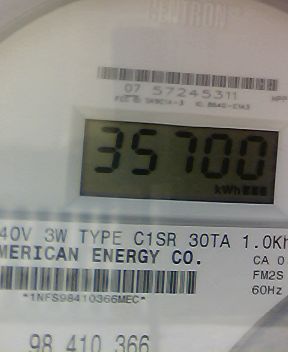 CENTRON
07 57245311
35700
kWh
40V 3W TYPE C1SR 30TA 1.0Kh
MERICAN ENERGY CO.
CA 0
FM2S
60Hz
*1NFS98410366MEC*
98 410 366